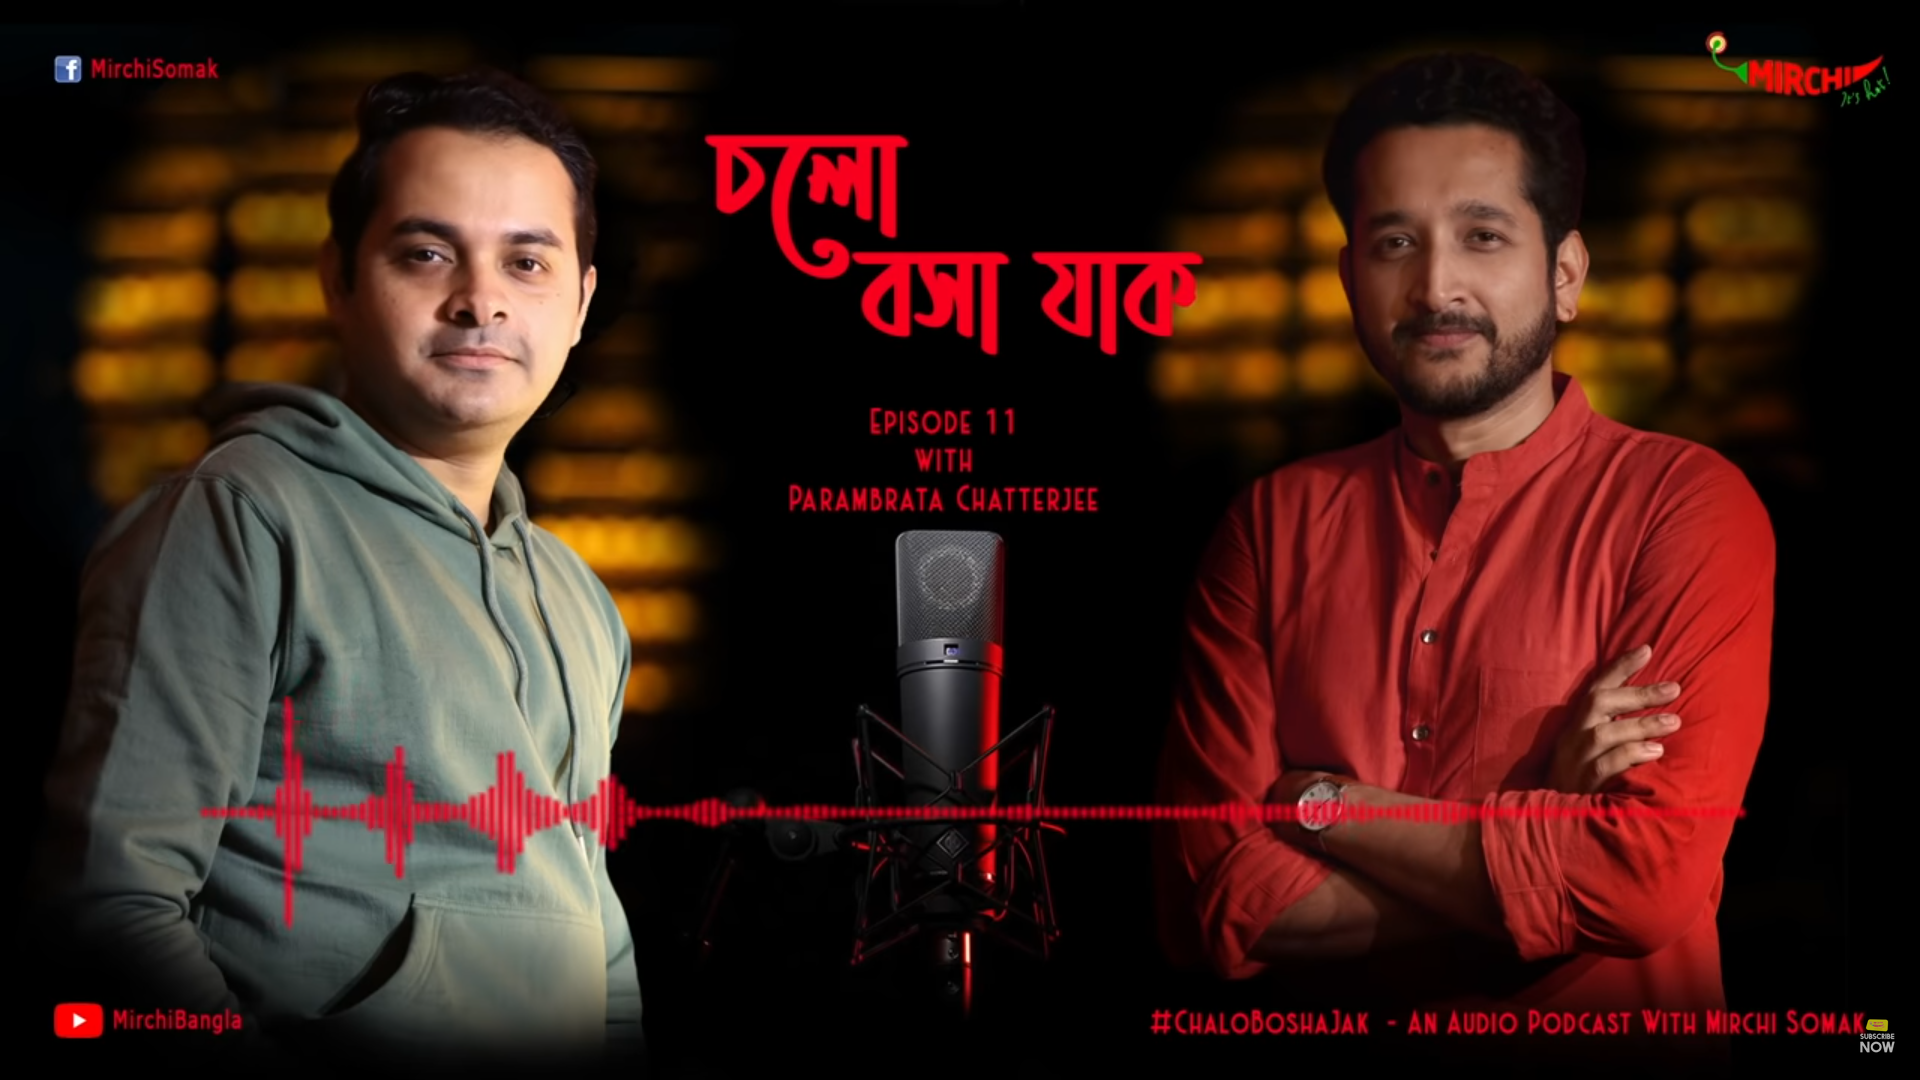 MirchiSomak
MIRCHI
It's hot!
চলো
বসা যাক
EPISODE 11
WITH
PARAMBRATA CHATTERJEE
MirchiBangla
#CHALOBOSHAJAK - AN AUDIO PODCAST WITH MIRCHI SOMAK
SUBSCRIBE
NOW